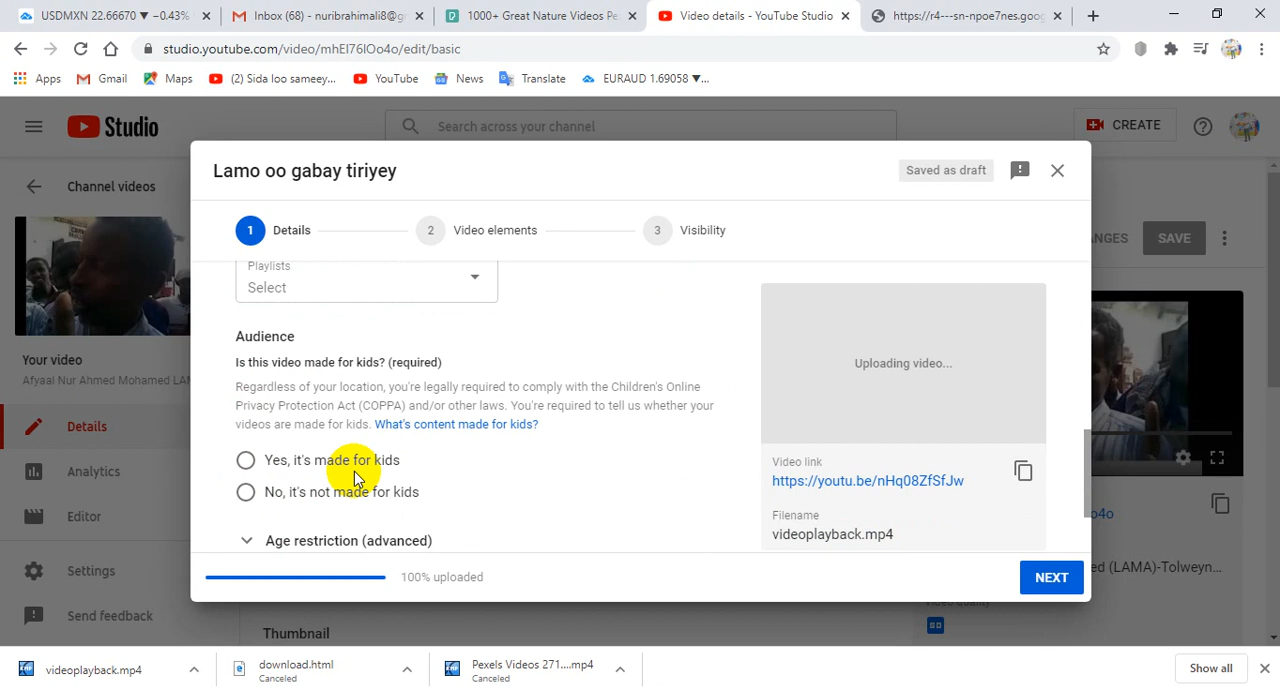 USDMXN 22.66670 ▼ −0.43%
Inbox (68) - nuribrahimali8@g
1000+ Great Nature Videos Pe
Video details - YouTube Studio
https://r4---sn-npoe7nes.goog
studio.youtube.com/video/mhEI76IOo4o/edit/basic
Apps
Gmail
Maps
(2) Sida loo sameey...
YouTube
News
Translate
EURAUD 1.69058 ▼...
Studio
Search across your channel
CREATE
Channel videos
Lamo oo gabay tiriyey
Saved as draft
1 Details
2 Video elements
3 Visibility
ANGES
SAVE
Playlists
Select
Audience
Is this video made for kids? (required)
Regardless of your location, you're legally required to comply with the Children's Online
Privacy Protection Act (COPPA) and/or other laws. You're required to tell us whether your
videos are made for kids. What's content made for kids?
Yes, it's made for kids
No, it's not made for kids
Age restriction (advanced)
Uploading video...
Video link
https://youtu.be/nHq08ZfSfJw
Filename
videoplayback.mp4
Your video
Afyaal Nur Ahmed Mohamed LAM
Details
Analytics
Editor
Settings
Send feedback
o4o
ed (LAMA)-Tolweyn...
Video Quality
100% uploaded
NEXT
Thumbnail
videoplayback.mp4
download.html
Canceled
Pexels Videos 271....mp4
Canceled
Show all